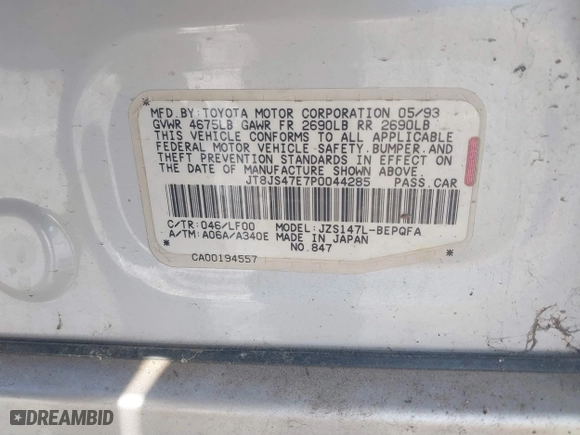 MFD. BY: TOYOTA MOTOR CORPORATION 05/93
GVWR 4675LB GAWR FR 2690LB RR 2690LB
THIS VEHICLE CONFORMS TO ALL APPLICABLE
FEDERAL MOTOR VEHICLE SAFETY, BUMPER, AND
THEFT PREVENTION STANDARDS IN EFFECT ON
THE DATE OF MANUFACTURE SHOWN ABOVE.
JT8JS47E7P0044285 PASS. CAR
C/TR: 046/LF00 MODEL: JZS147L-BEPQFA
A/TM: A06A/A340E MADE IN JAPAN
NO. 847
CA00194557
DREAMBID